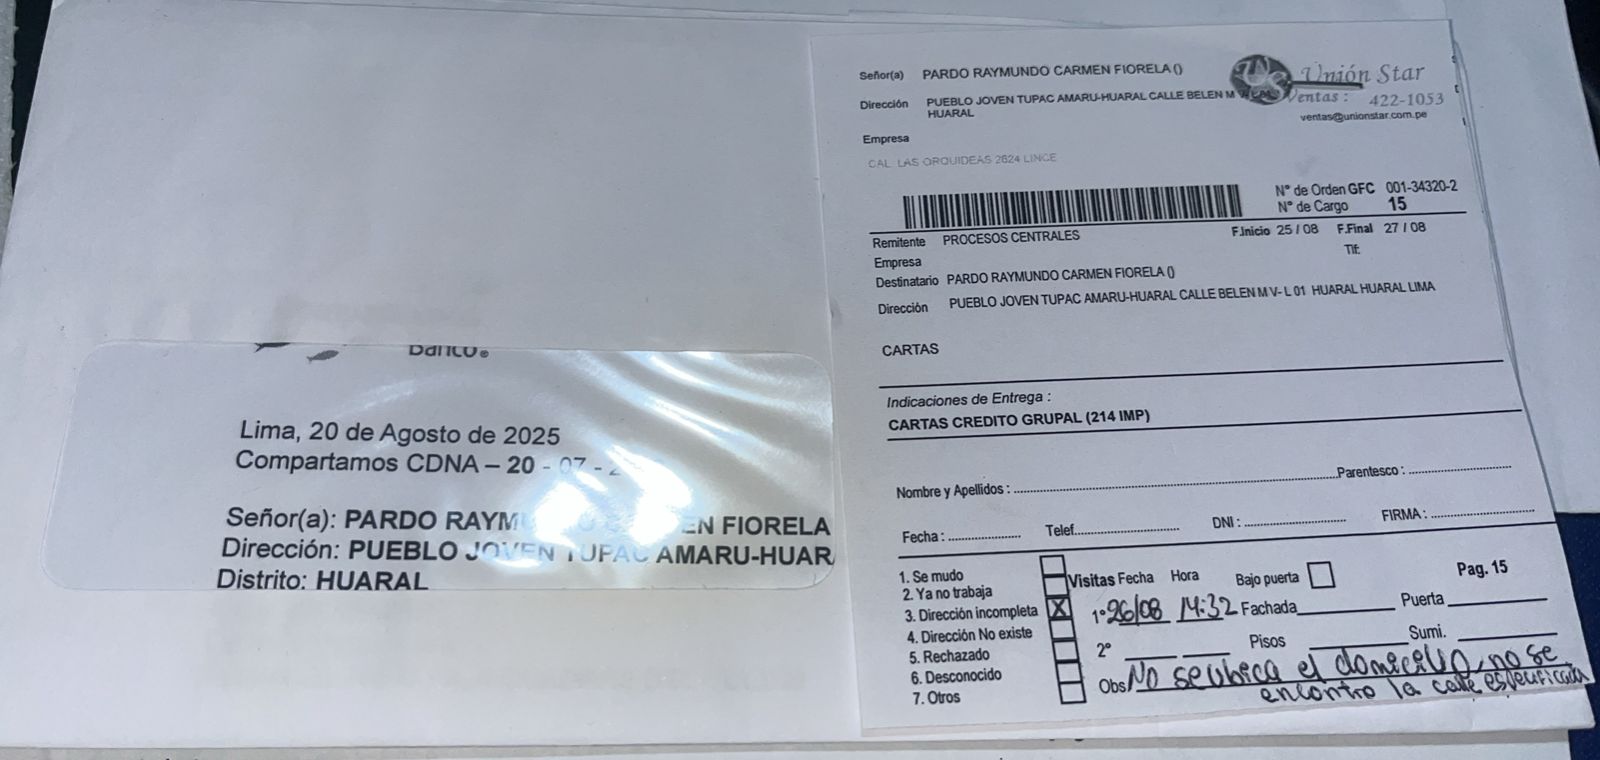 Banco®
Lima, 20 de Agosto de 2025
Compartamos CDNA – 20 - 07 -
Señor(a): PARDO FIORELA
Dirección: PUEBLO JOVEN TUPAC AMARU-HUAR
Distrito: HUARAL
Señor(a) PARDO RAYMUNDO CARMEN FIORELA ()
Dirección PUEBLO JOVEN TUPAC AMARU-HUARAL CALLE BELEN M
HUARAL
Unión Star
Ventas : 422-1053
ventas@unionstar.com.pe
Empresa
CAL. LAS ORQUIDEAS 2624 LINCE
N° de Orden GFC 001-34320-2
N° de Cargo 15
Remitente PROCESOS CENTRALES
F.Inicio 25 / 08 F.Final 27 / 08
Empresa
Tlf:
Destinatario PARDO RAYMUNDO CARMEN FIORELA ()
Dirección PUEBLO JOVEN TUPAC AMARU-HUARAL CALLE BELEN M V- L 01 HUARAL HUARAL LIMA
CARTAS
Indicaciones de Entrega :
CARTAS CREDITO GRUPAL (214 IMP)
Nombre y Apellidos : Parentesco :
Fecha : Telef. DNI : FIRMA :
1. Se mudo
2. Ya no trabaja
3. Dirección incompleta X
4. Dirección No existe
5. Rechazado
6. Desconocido
7. Otros
Visitas Fecha Hora Bajo puerta Pag. 15
1° 26/08 14:32 Fachada Puerta
2° Pisos Sumi.
Obs No se ubica el domicilio, no se
encontro la calle especificada